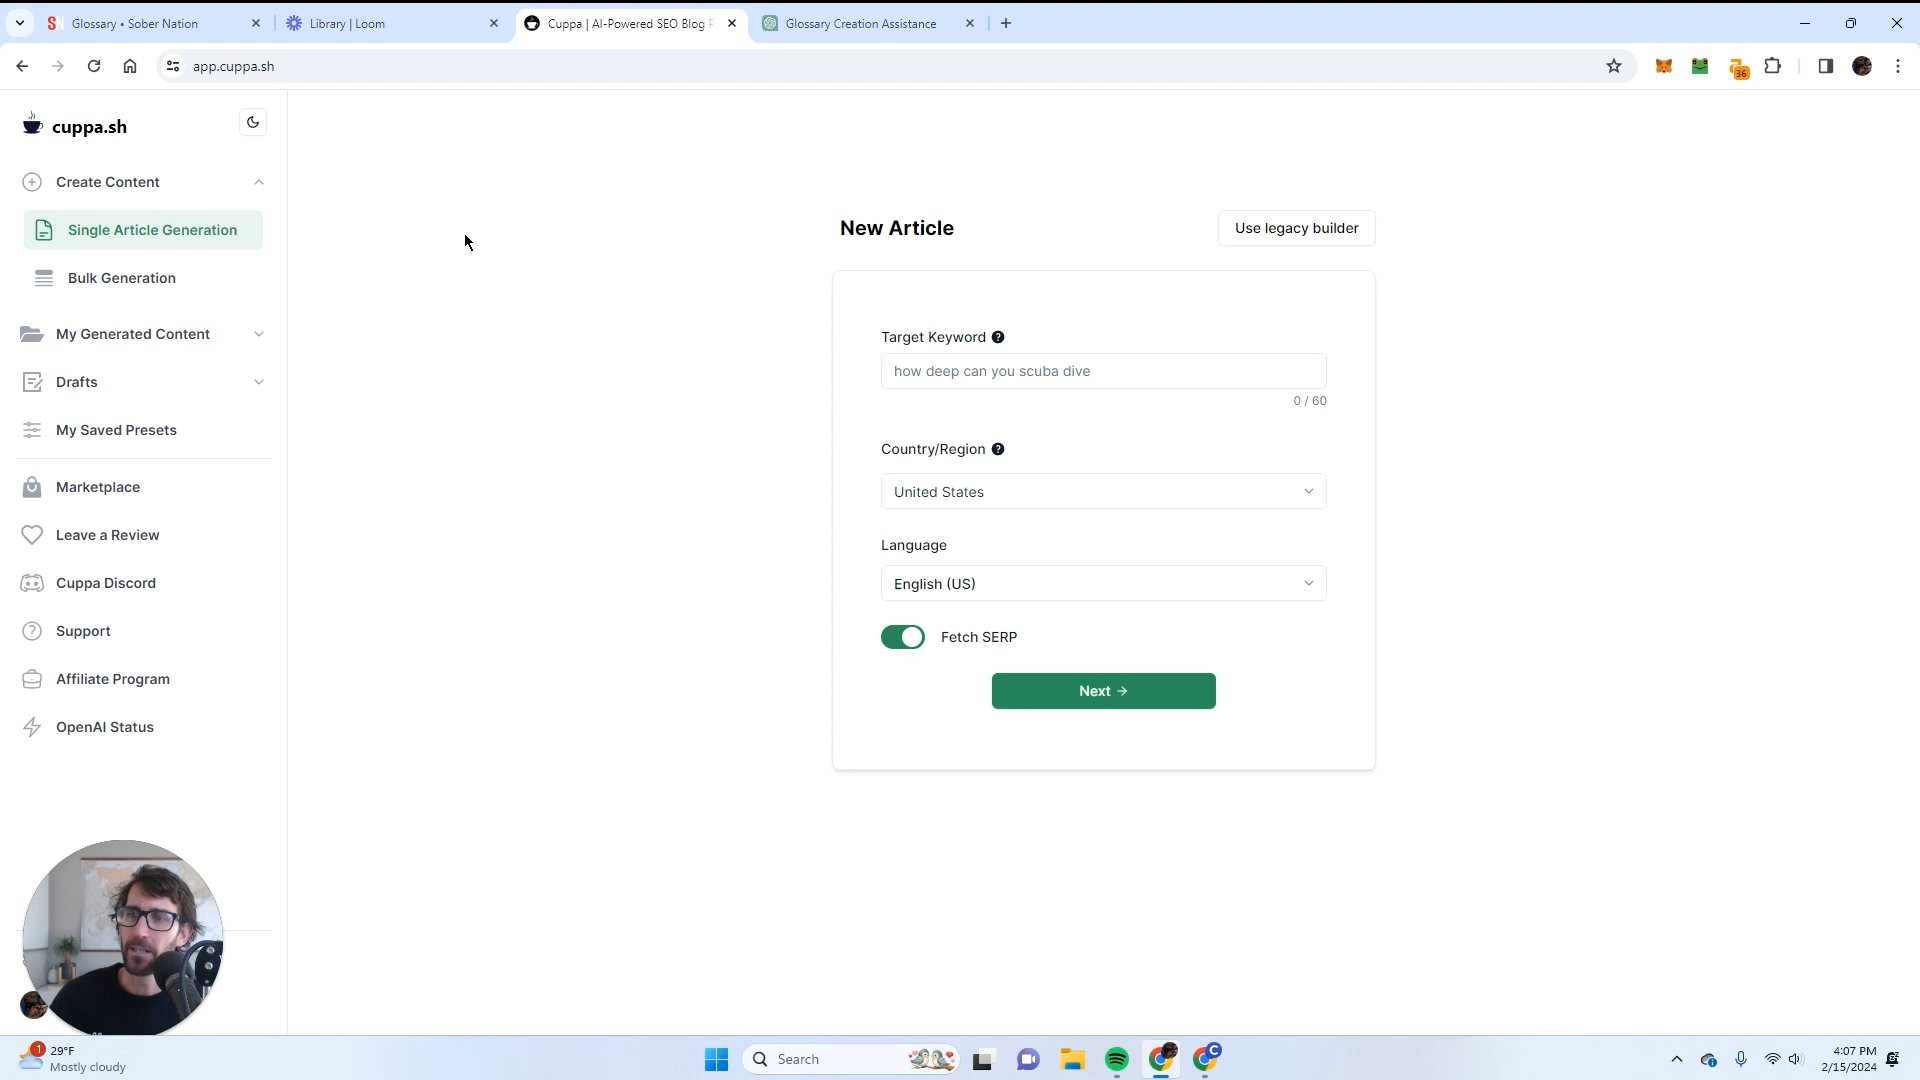 Glossary • Sober Nation
Library | Loom
Cuppa | AI-Powered SEO Blog P
Glossary Creation Assistance
app.cuppa.sh
36
cuppa.sh
Create Content
Single Article Generation
Bulk Generation
My Generated Content
Drafts
My Saved Presets
Marketplace
Leave a Review
Cuppa Discord
Support
Affiliate Program
OpenAI Status
New Article
Use legacy builder
Target Keyword
how deep can you scuba dive
0 / 60
Country/Region
United States
Language
English (US)
Fetch SERP
Next →
1
29°F
Mostly cloudy
Search
C
4:07 PM
2/15/2024